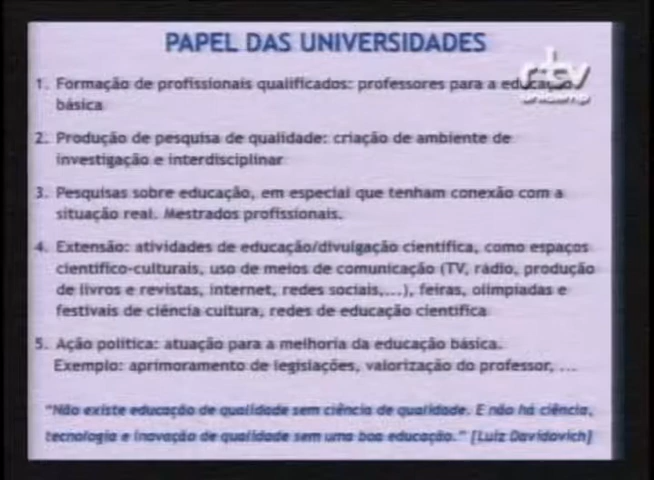 PAPEL DAS UNIVERSIDADES
rtv
unicamp
1. Formação de profissionais qualificados: professores para a educação
básica
2. Produção de pesquisa de qualidade: criação de ambiente de
investigação e interdisciplinar
3. Pesquisas sobre educação, em especial que tenham conexão com a
situação real. Mestrados profissionais.
4. Extensão: atividades de educação/divulgação científica, como espaços
científico-culturais, uso de meios de comunicação (TV, rádio, produção
de livros e revistas, internet, redes sociais,...), feiras, olimpíadas e
festivais de ciência cultura, redes de educação científica
5. Ação política: atuação para a melhoria da educação básica.
Exemplo: aprimoramento de legislações, valorização do professor, ...
"Não existe educação de qualidade sem ciência de qualidade. E não há ciência,
tecnologia e inovação de qualidade sem uma boa educação." [Luiz Davidovich]